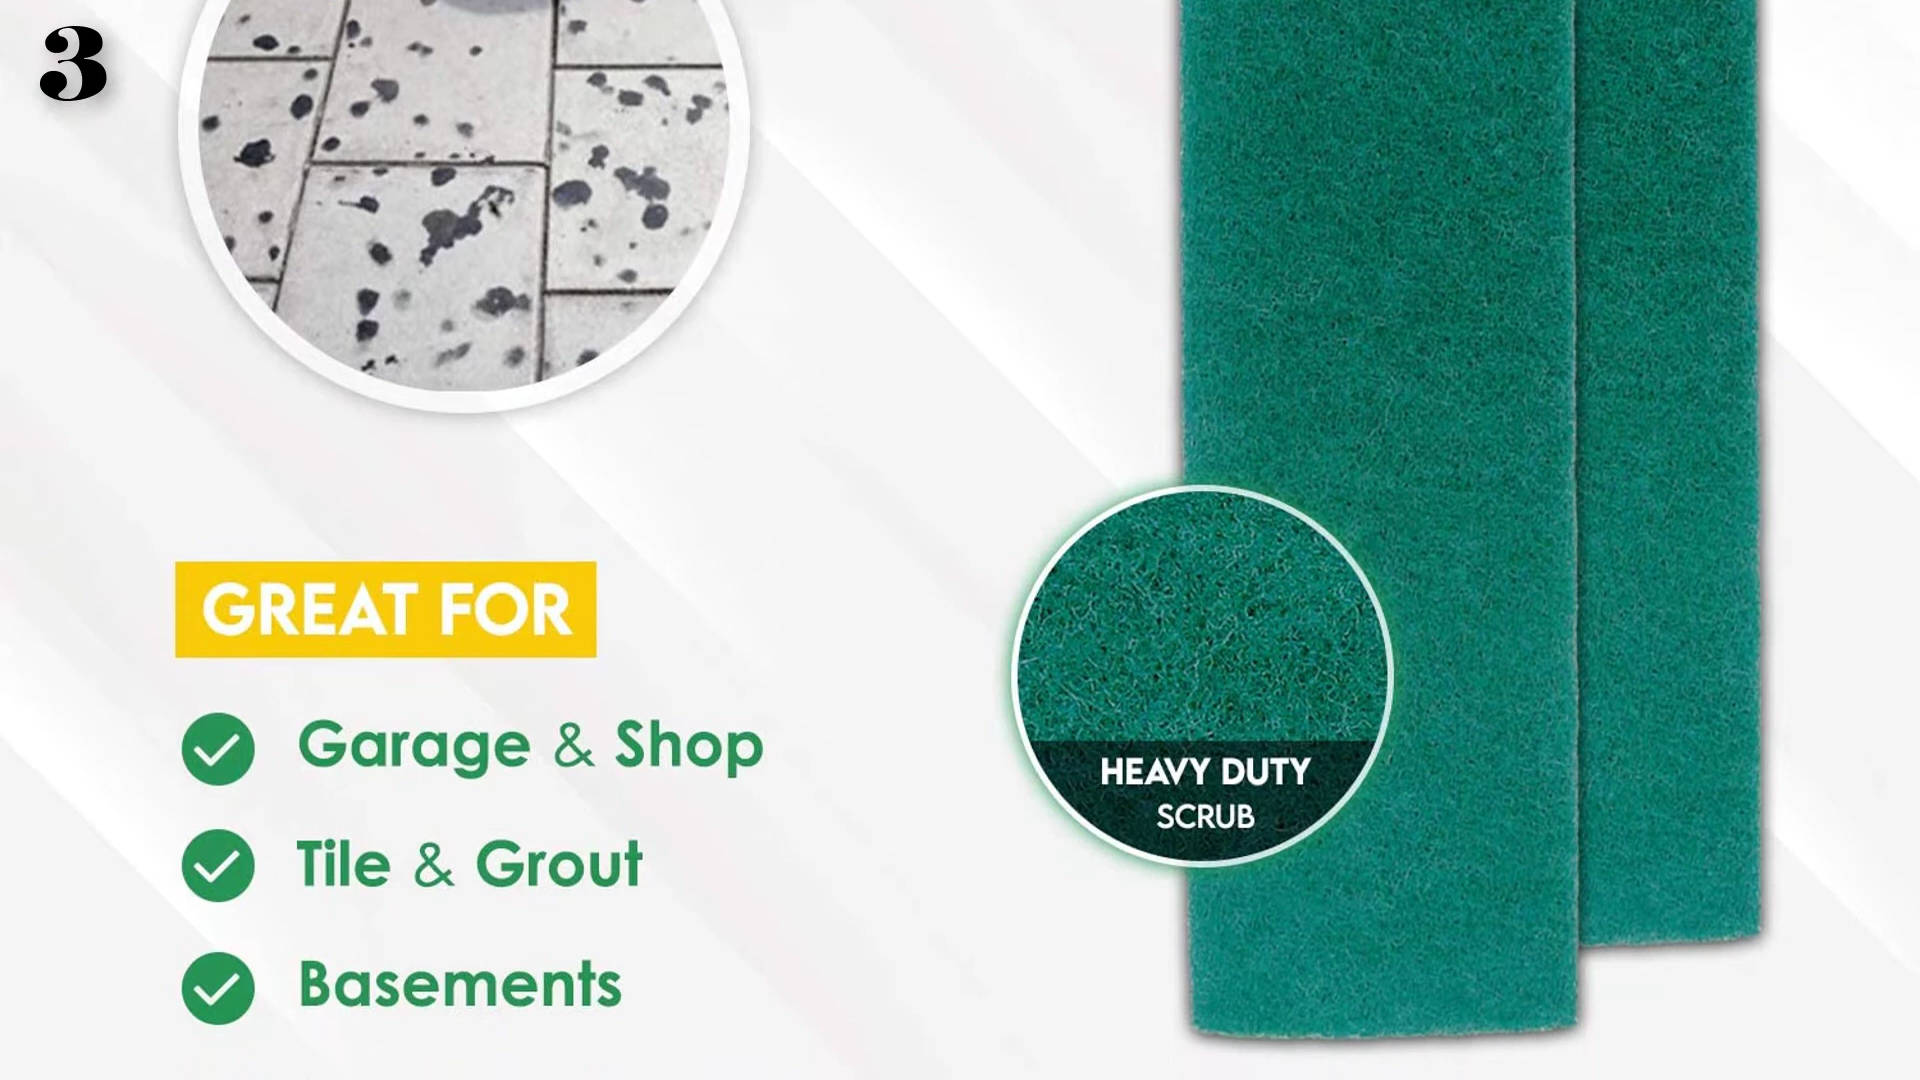 3
GREAT FOR
Garage & Shop
Tile & Grout
Basements
HEAVY DUTY
SCRUB